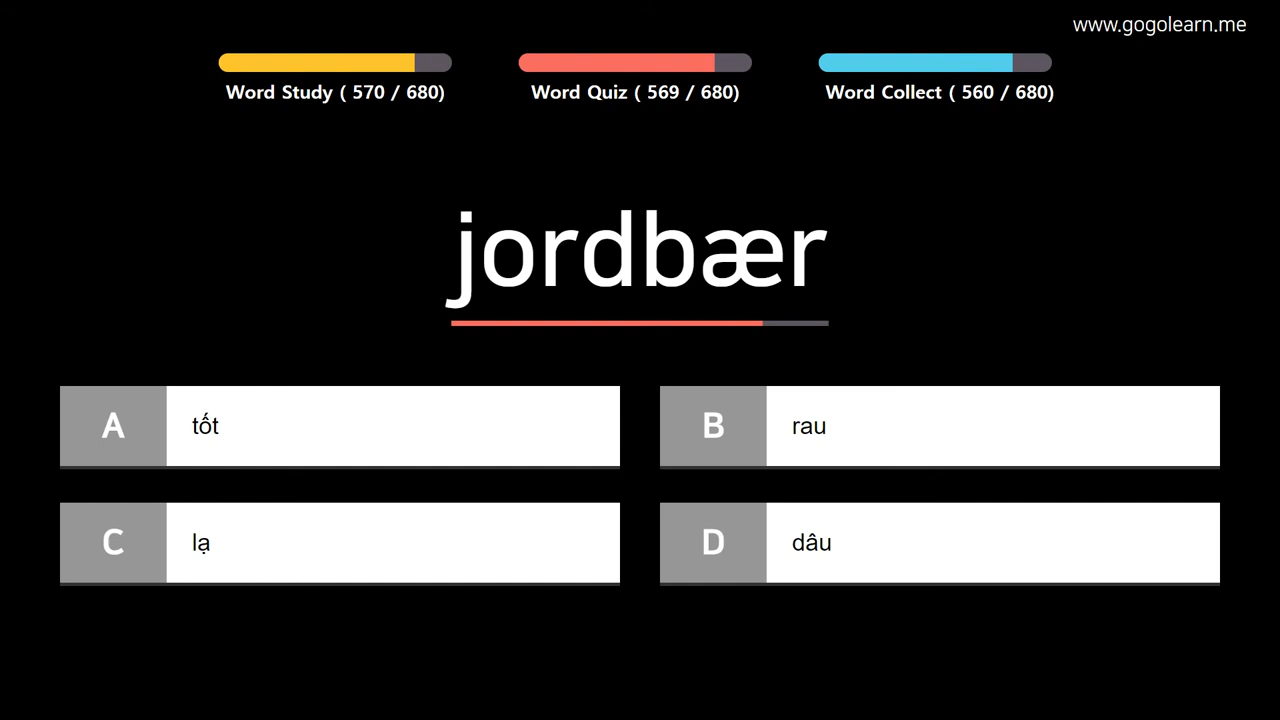 www.gogolearn.me
Word Study ( 570 / 680)
Word Quiz ( 569 / 680)
Word Collect ( 560 / 680)
jordbær
A tốt
B rau
C lạ
D dâu